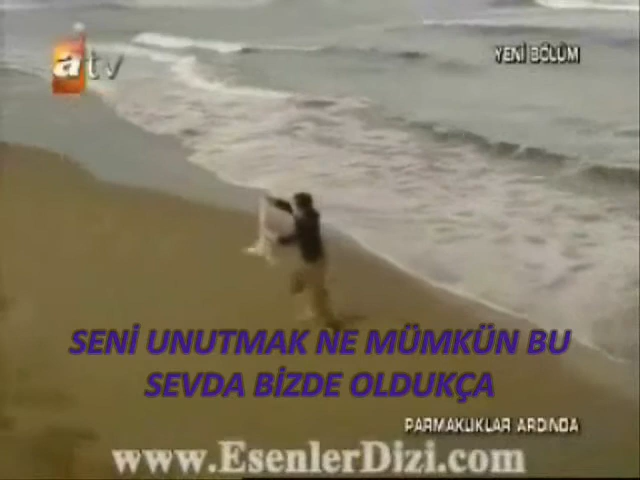 atv
YENİ BÖLÜM
SENİ UNUTMAK NE MÜMKÜN BU
SEVDA BİZDE OLDUKÇA
PARMAKLIKLAR ARDINDA
www.EsenlerDizi.com